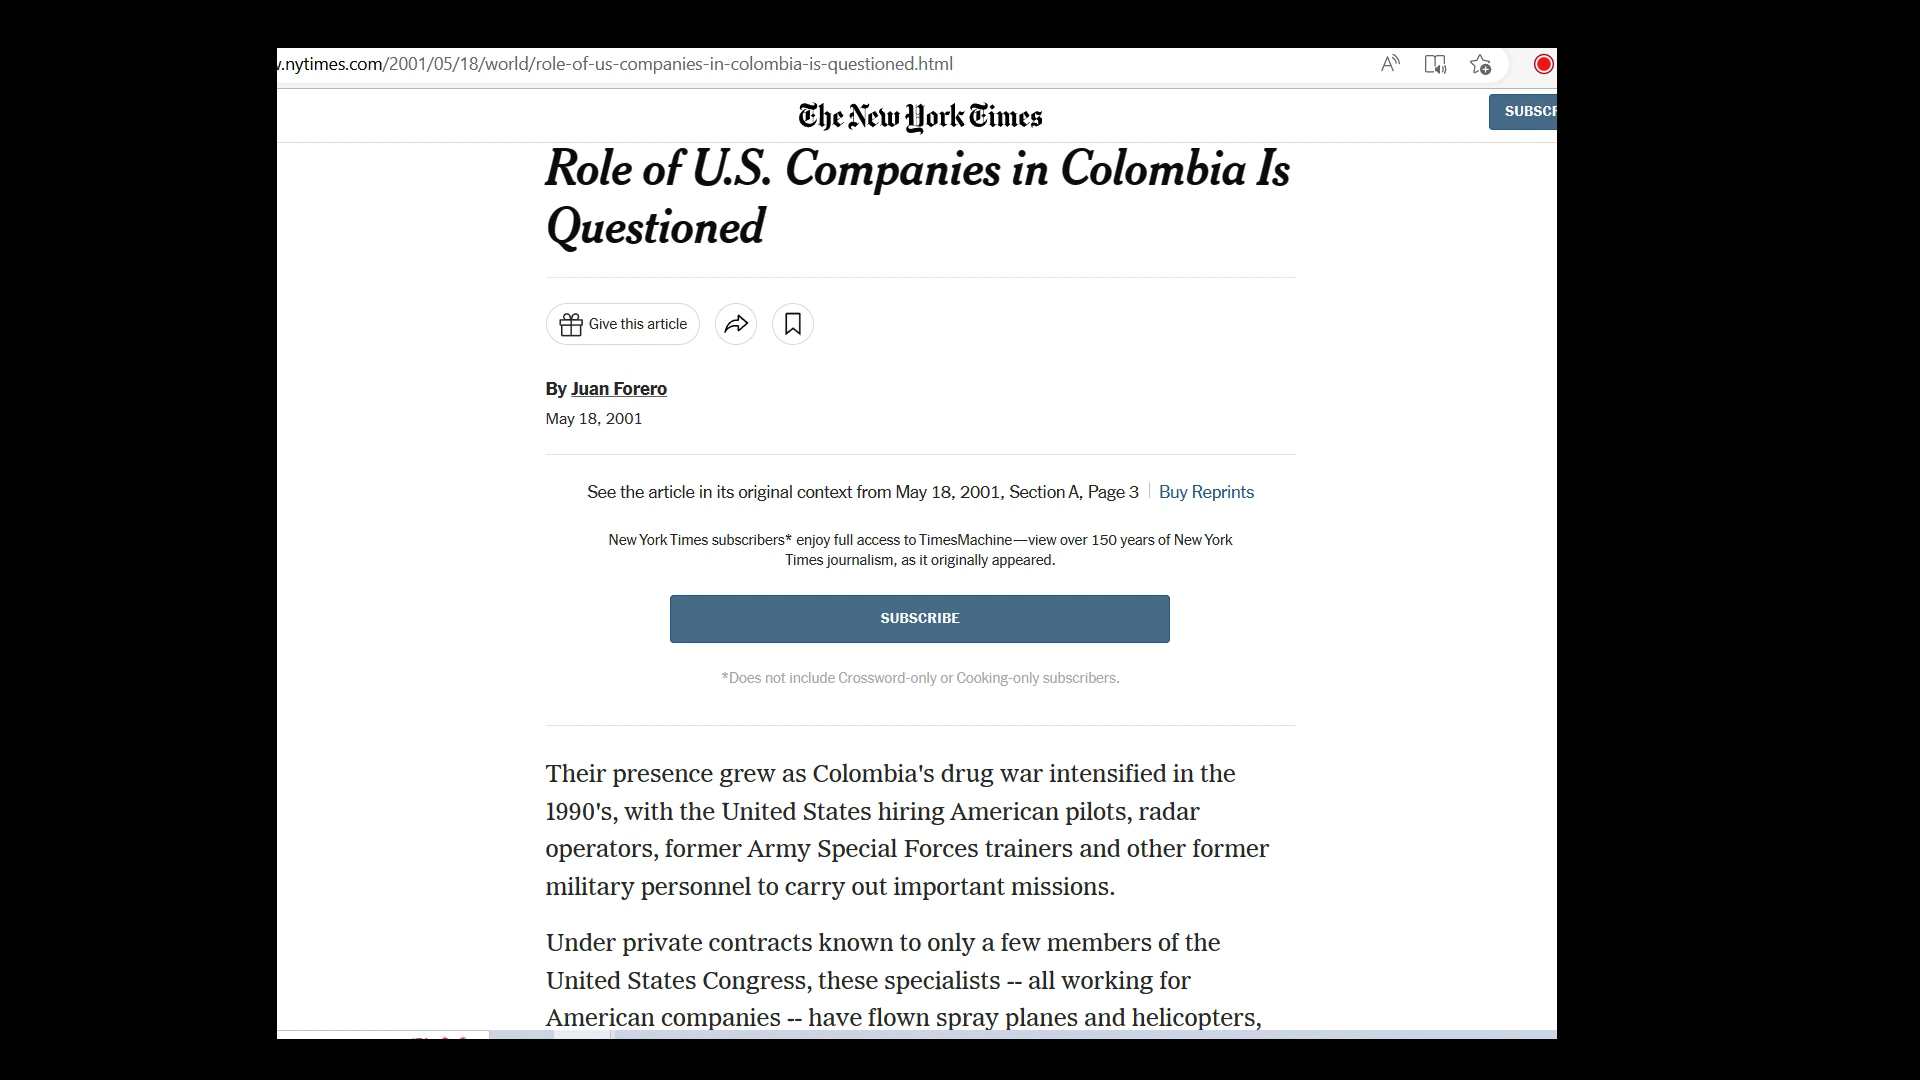 .nytimes.com/2001/05/18/world/role-of-us-companies-in-colombia-is-questioned.html
The New York Times
SUBSCR
Role of U.S. Companies in Colombia Is
Questioned
Give this article
By Juan Forero
May 18, 2001
See the article in its original context from May 18, 2001, Section A, Page 3 Buy Reprints
New York Times subscribers* enjoy full access to TimesMachine—view over 150 years of New York
Times journalism, as it originally appeared.
SUBSCRIBE
*Does not include Crossword-only or Cooking-only subscribers.
Their presence grew as Colombia's drug war intensified in the
1990's, with the United States hiring American pilots, radar
operators, former Army Special Forces trainers and other former
military personnel to carry out important missions.
Under private contracts known to only a few members of the
United States Congress, these specialists -- all working for
American companies -- have flown spray planes and helicopters,